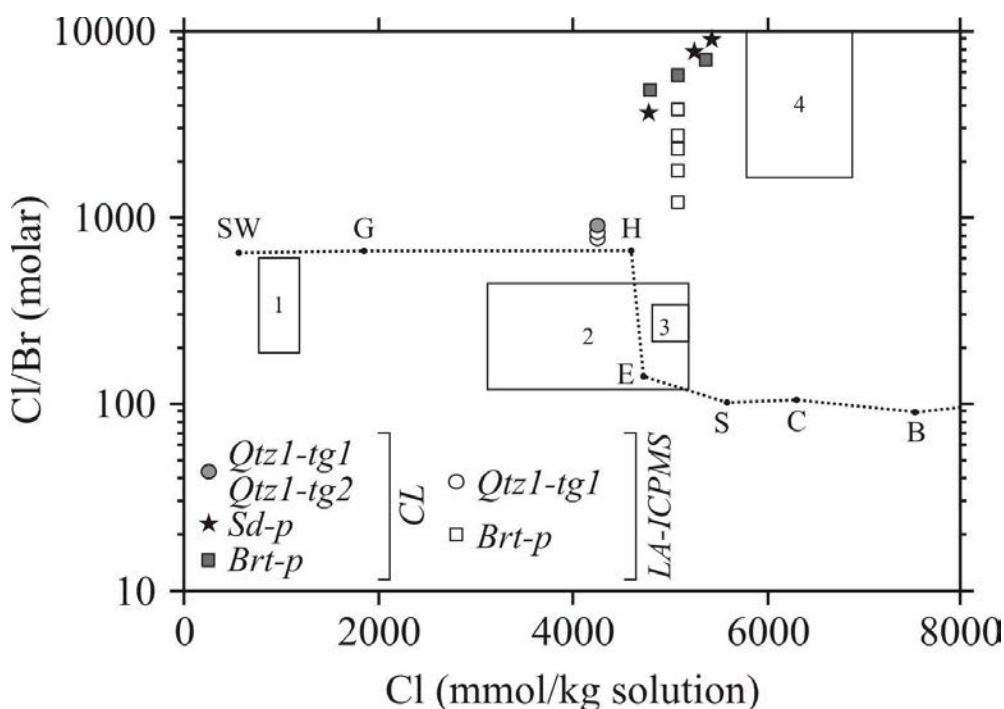 10000
1000
100
10
Cl/Br (molar)
SW
G
H
E
S
C
B
1
2
3
4
Qtz1-tg1
Qtz1-tg2
Sd-p
Brt-p
CL
Qtz1-tg1
Brt-p
LA-ICPMS
0 2000 4000 6000 8000
Cl (mmol/kg solution)